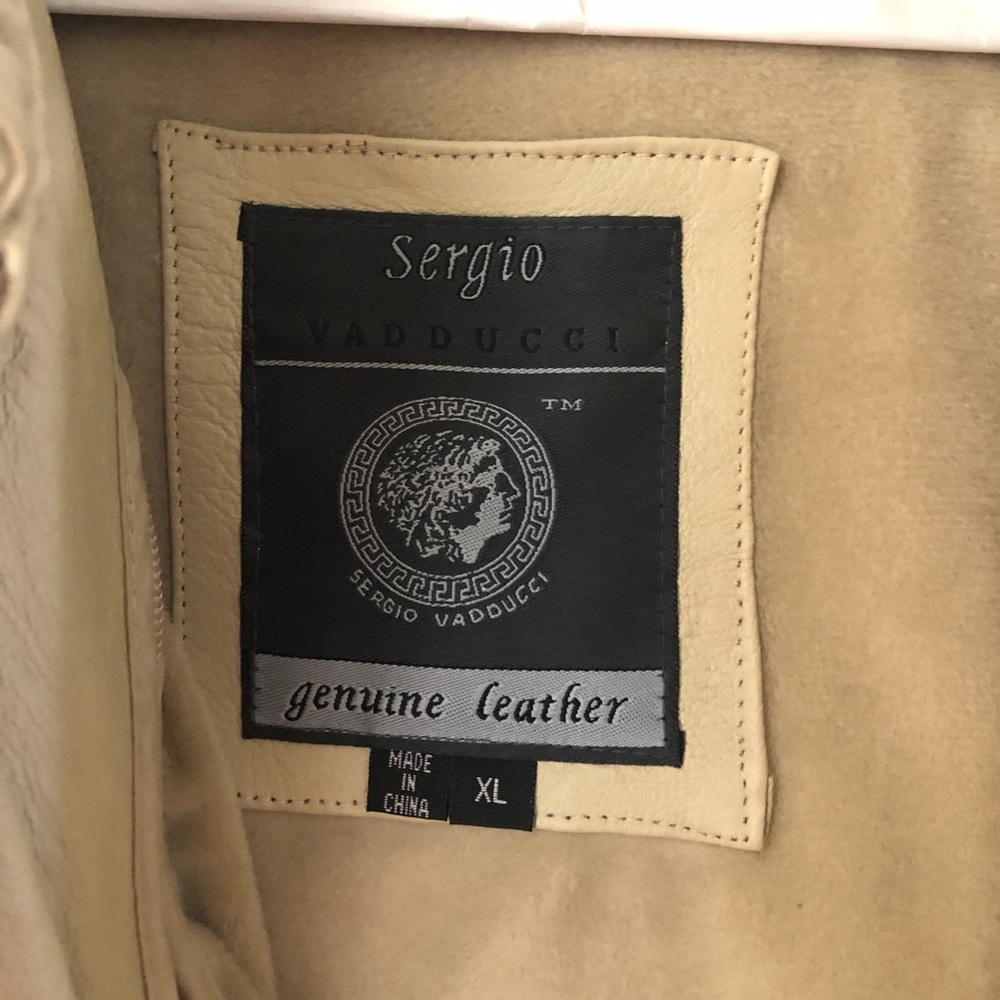 Sergio
VADDUCCI
TM
SERGIO VADDUCCI
genuine leather
MADE
IN
CHINA
XL